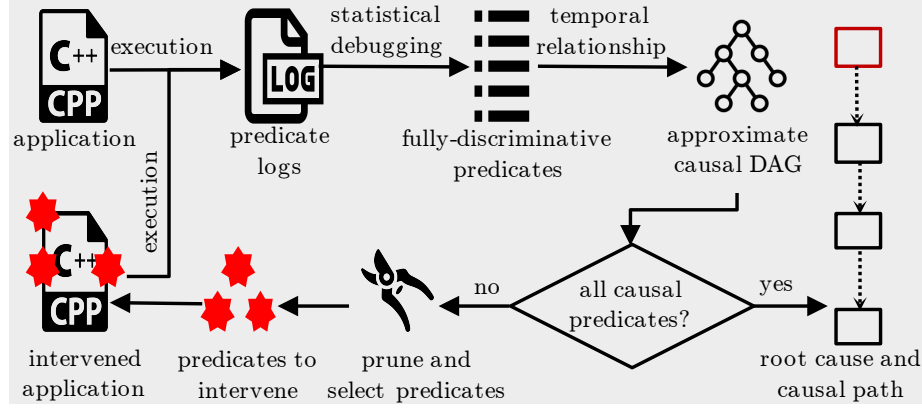 C++
CPP
application
execution
LOG
predicate
logs
statistical
debugging
fully-discriminative
predicates
temporal
relationship
approximate
causal DAG
execution
C++
CPP
intervened
application
predicates to
intervene
prune and
select predicates
no
all causal
predicates?
yes
root cause and
causal path